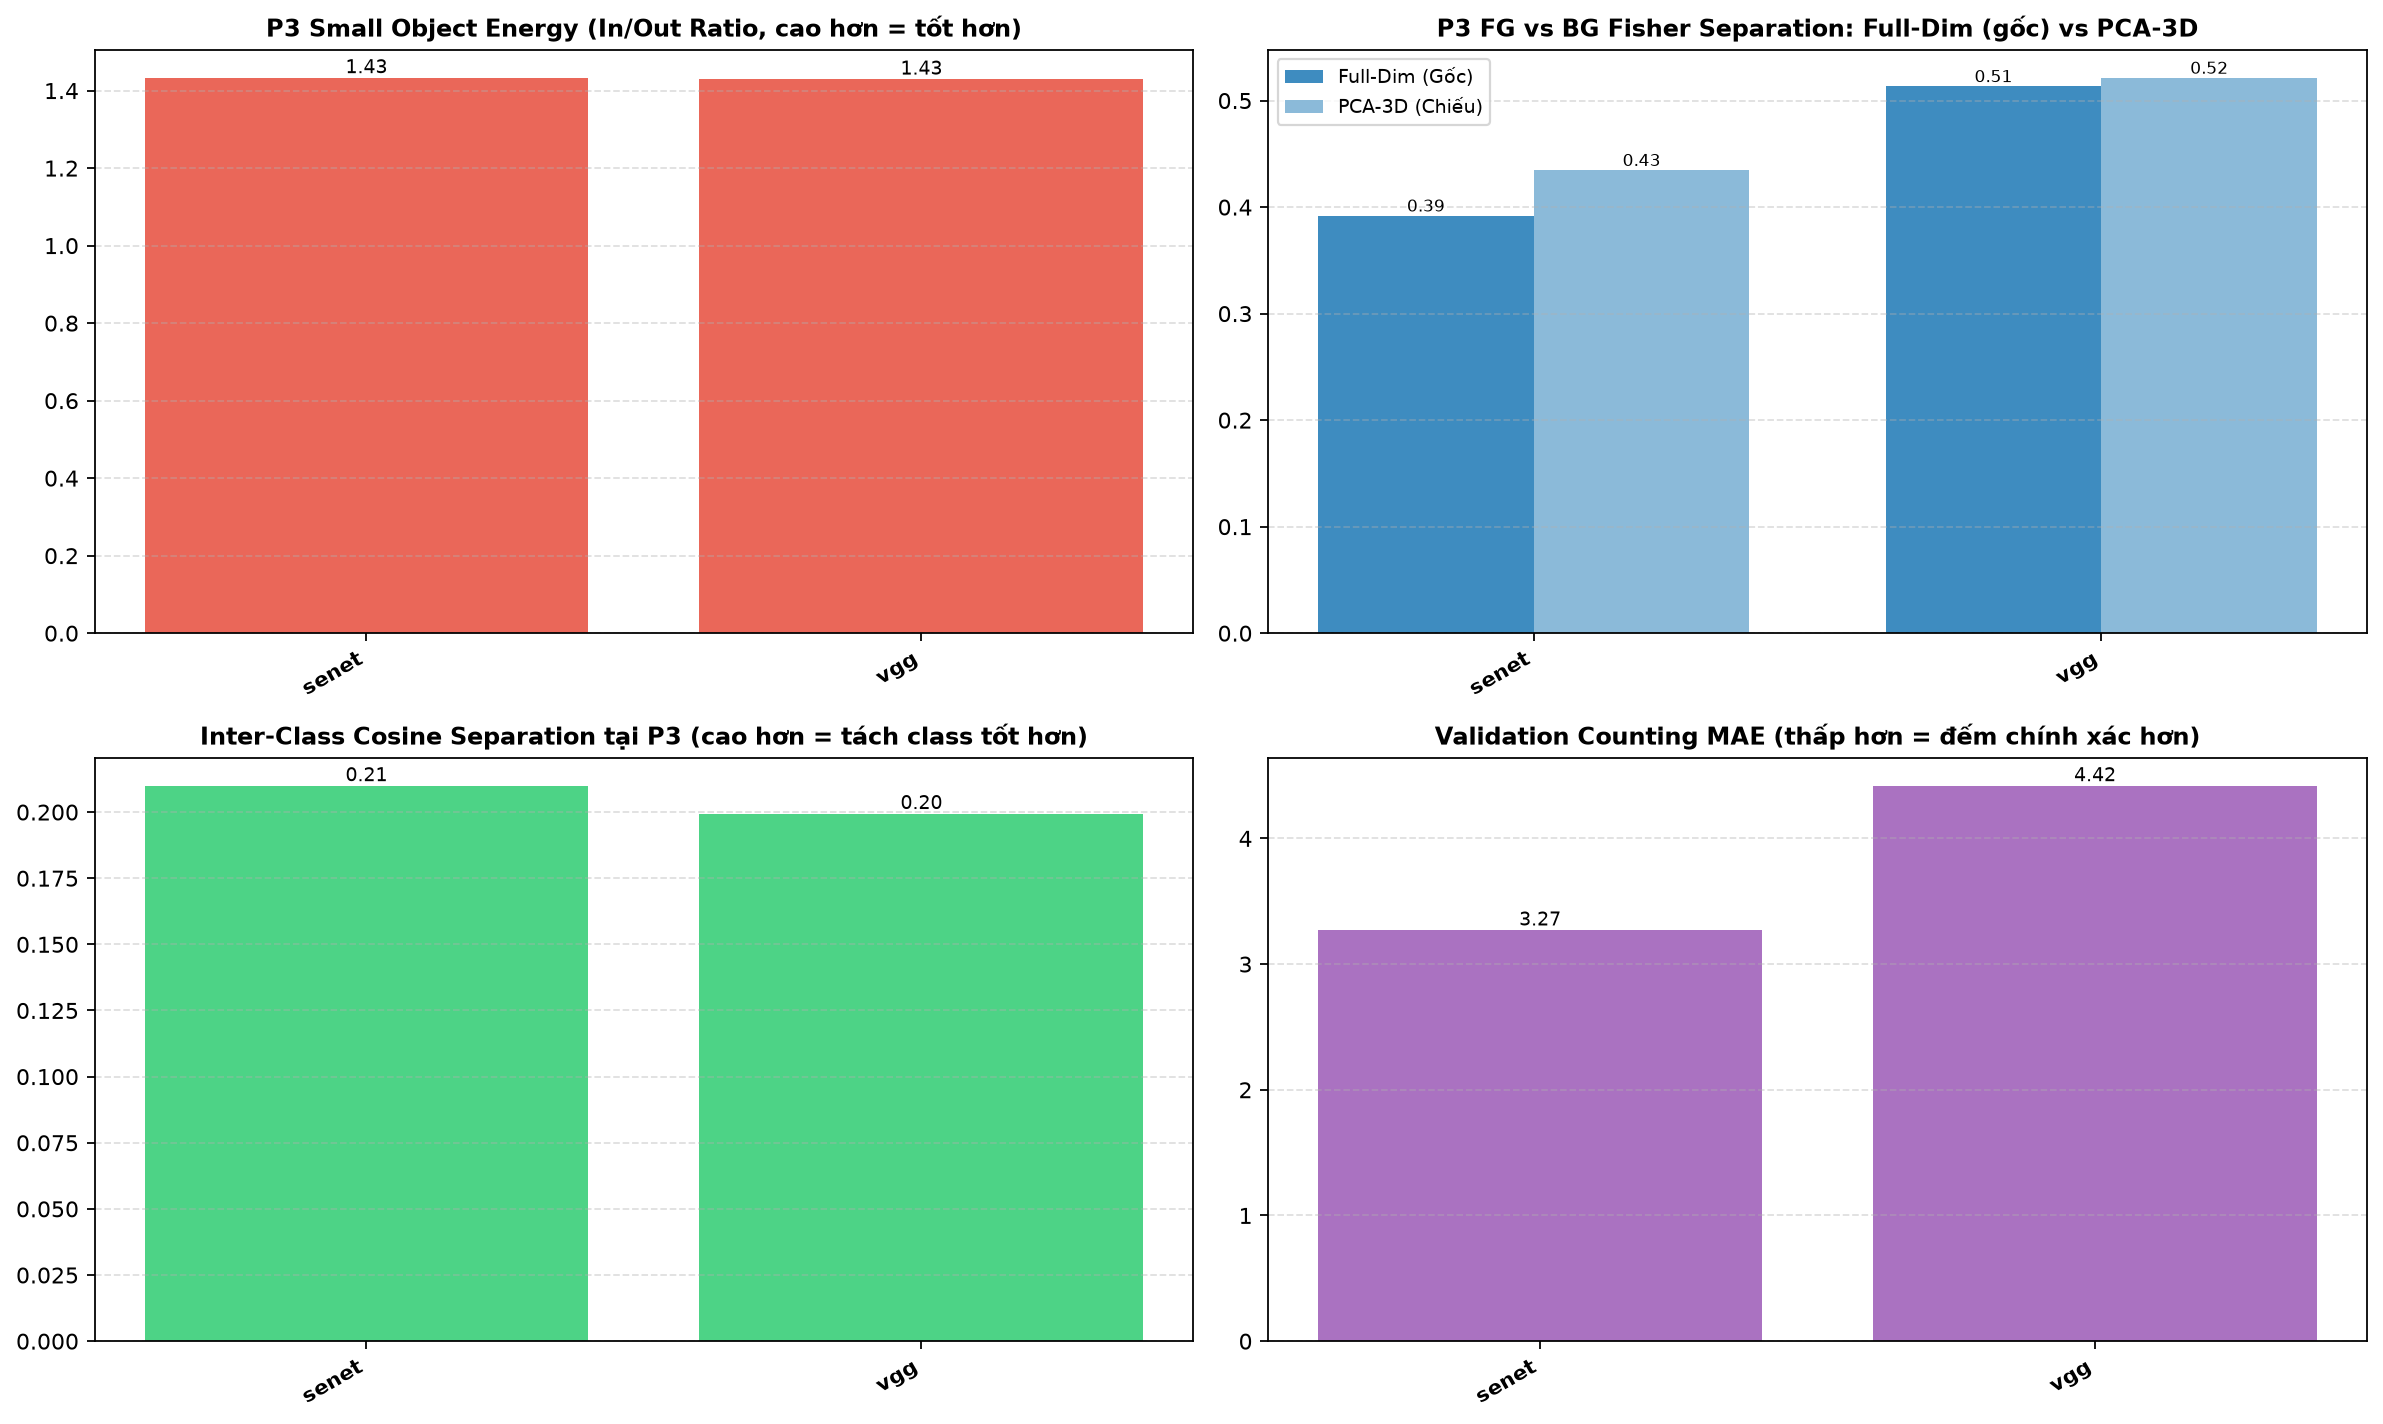 P3 Small Object Energy (In/Out Ratio, cao hơn = tốt hơn)
1.43
1.43
1.4
1.2
1.0
0.8
0.6
0.4
0.2
0.0
senet
vgg
P3 FG vs BG Fisher Separation: Full-Dim (gốc) vs PCA-3D
Full-Dim (Gốc)
PCA-3D (Chiếu)
0.39
0.43
0.51
0.52
0.5
0.4
0.3
0.2
0.1
0.0
senet
vgg
Inter-Class Cosine Separation tại P3 (cao hơn = tách class tốt hơn)
0.21
0.20
0.200
0.175
0.150
0.125
0.100
0.075
0.050
0.025
0.000
senet
vgg
Validation Counting MAE (thấp hơn = đếm chính xác hơn)
3.27
4.42
4
3
2
1
0
senet
vgg